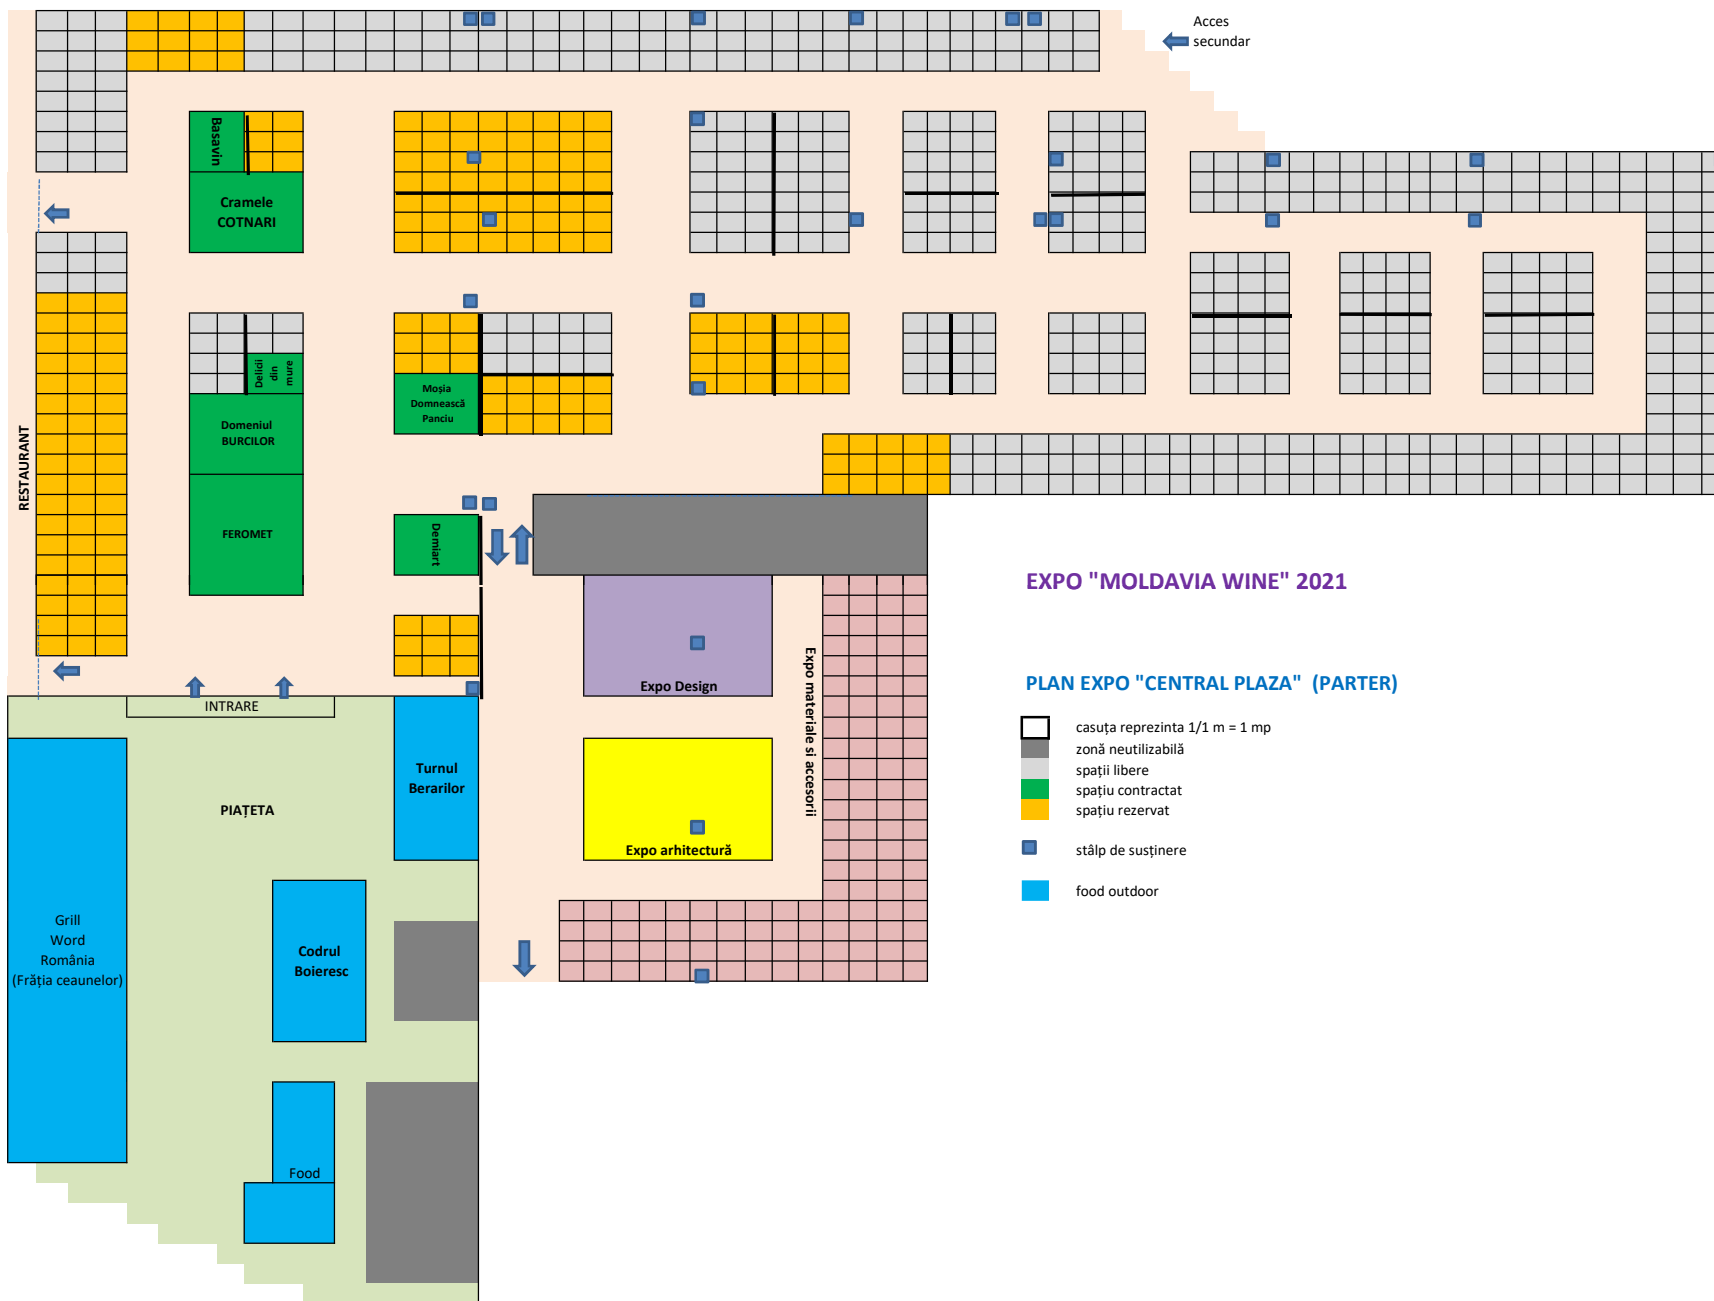 Acces
secundar
Basavin
Cramele
COTNARI
Delicii
din
mure
Moșia
Domnească
Panciu
Domeniul
BURCILOR
RESTAURANT
FEROMET
Demiart
EXPO "MOLDAVIA WINE" 2021
Expo materiale si accesorii
Expo Design
PLAN EXPO "CENTRAL PLAZA" (PARTER)
INTRARE
casuța reprezinta 1/1 m = 1 mp
zonă neutilizabilă
spații libere
spațiu contractat
spațiu rezervat
stâlp de susținere
food outdoor
Turnul
Berarilor
PIAȚETA
Expo arhitectură
Grill
Word
România
(Frăția ceaunelor)
Codrul
Boieresc
Food